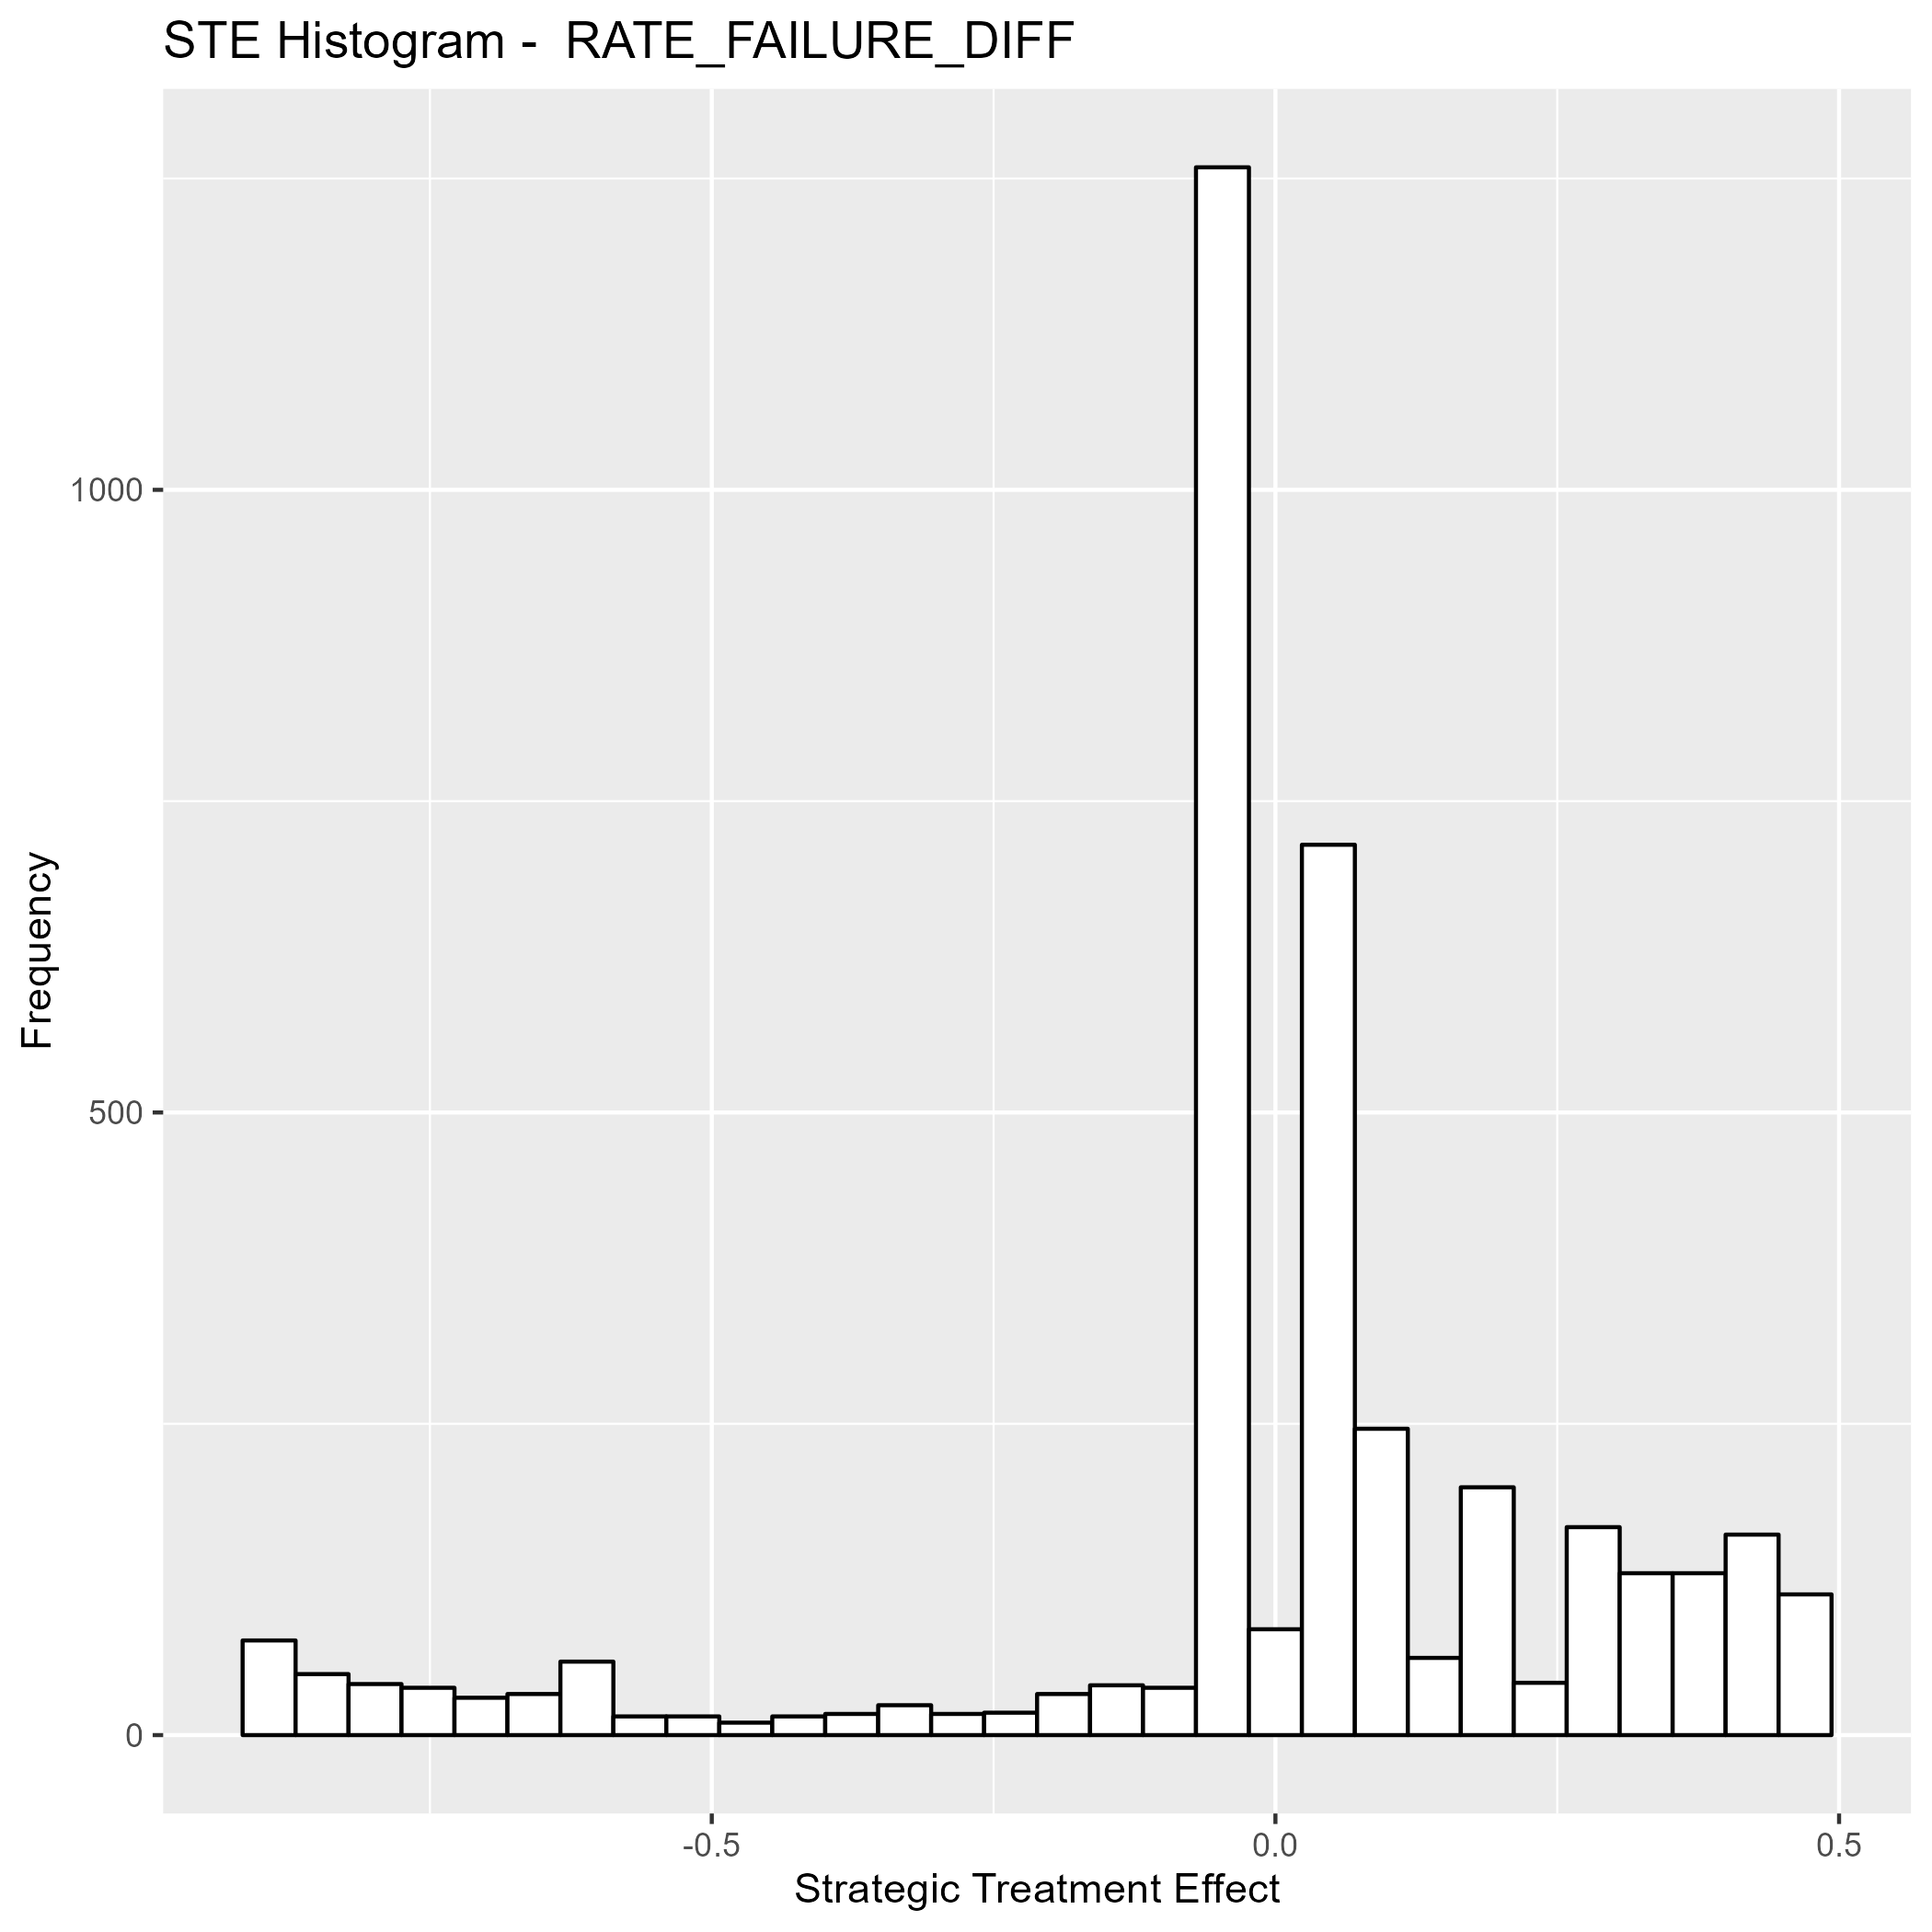 STE Histogram -  RATE_FAILURE_DIFF
1000
500
0
Frequency
-0.5
0.0
0.5
Strategic Treatment Effect